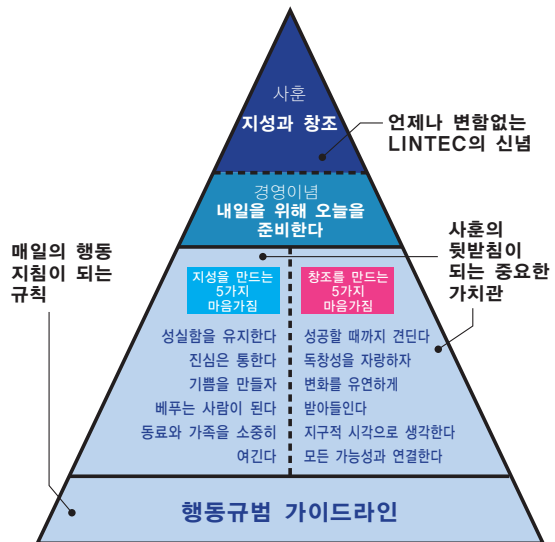 사훈
지성과 창조
언제나 변함없는
LINTEC의 신념
경영이념
내일을 위해 오늘을
준비한다
매일의 행동
지침이 되는
규칙
사훈의
뒷받침이
되는 중요한
가치관
지성을 만드는
5가지
마음가짐
성실함을 유지한다
진심은 통한다
기쁨을 만들자
베푸는 사람이 된다
동료와 가족을 소중히
여긴다
창조를 만드는
5가지
마음가짐
성공할 때까지 견딘다
독창성을 자랑하자
변화를 유연하게
받아들인다
지구적 시각으로 생각한다
모든 가능성과 연결한다
행동규범 가이드라인